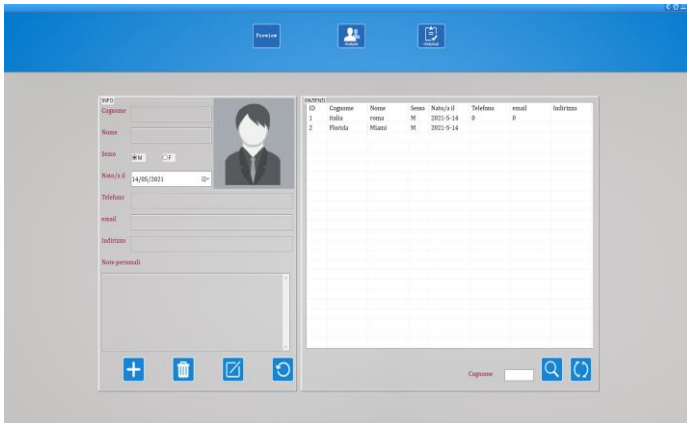 Preview
INFO
Cognome
Nome
Sesso M F
Nato/a il 14/05/2021
Telefono
email
Indirizzo
Note personali
PAZIENTI
ID Cognome Nome Sesso Nato/a il Telefono email Indirizzo
1 italia roma M 2021-5-14 0 0
2 Florida Miami M 2021-5-14
Cognome